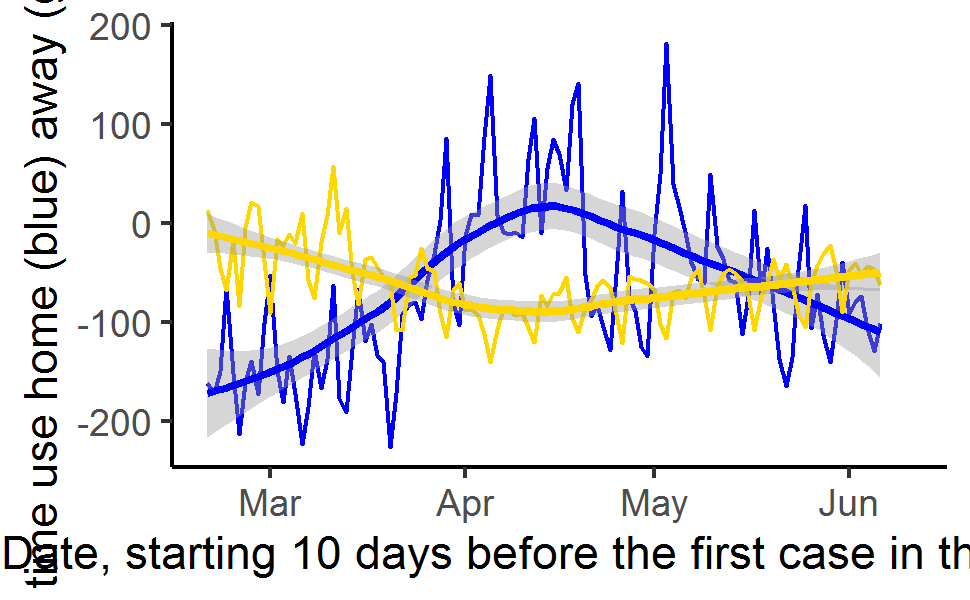 time use home (blue) away (
200
100
0
-100
-200
Mar Apr May Jun
Date, starting 10 days before the first case in th